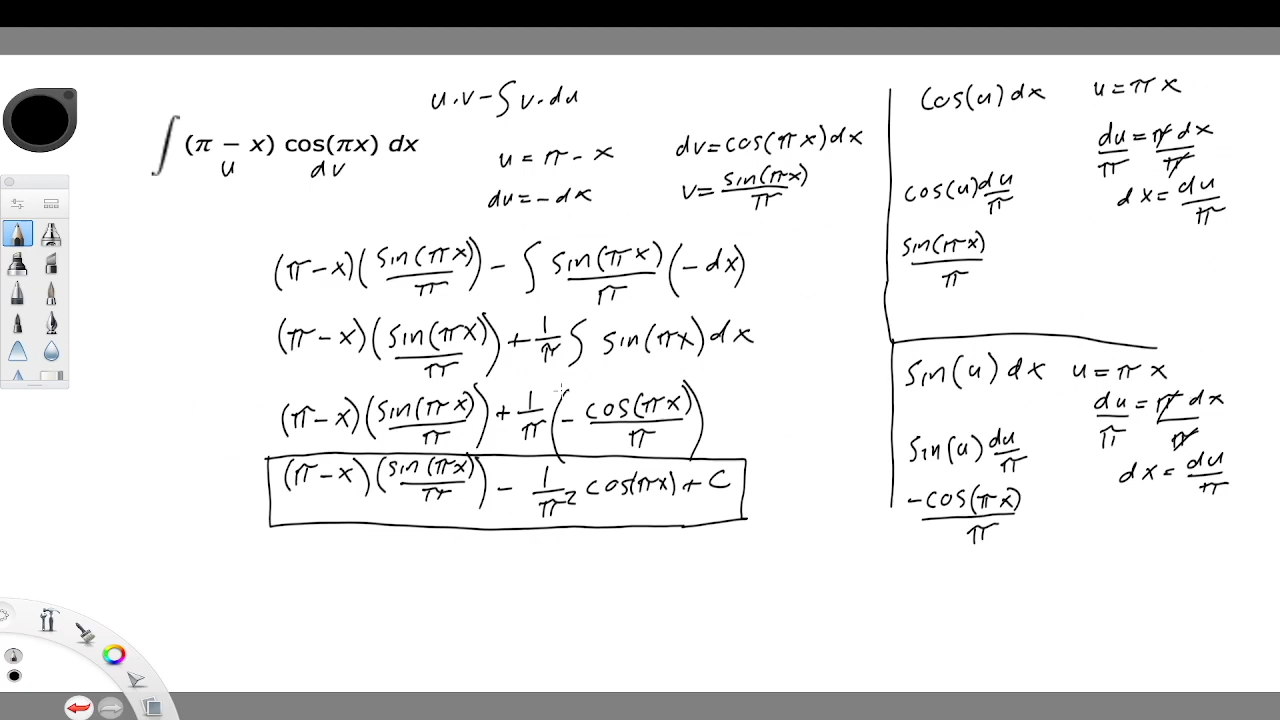 u·v - ∫ v·du
∫ (π − x) cos(πx) dx
u dv
u = π - x
du = -dx
dv = cos(πx)dx
v = sin(πx)/π
(π-x)(sin(πx)/π) - ∫ sin(πx)/π (-dx)
(π-x)(sin(πx)/π) + 1/π ∫ sin(πx)dx
(π-x)(sin(πx)/π) + 1/π (- cos(πx)/π)
(π-x)(sin(πx)/π) - 1/π² cos(πx) + C
cos(u)dx u = πx
du/π = πdx/π
cos(u)du/π dx = du/π
sin(πx)/π
sin(u)dx u = πx
du/π = πdx/π
sin(u)du/π dx = du/π
-cos(πx)/π